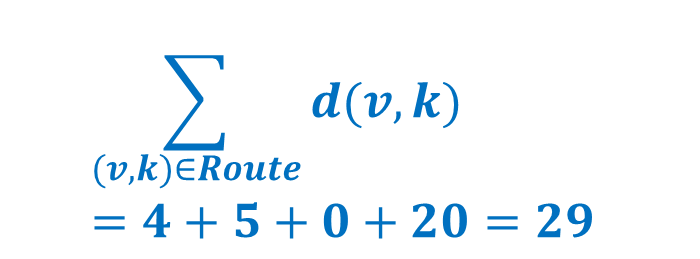 ∑ d(v,k)
(v,k)∈Route
= 4 + 5 + 0 + 20 = 29